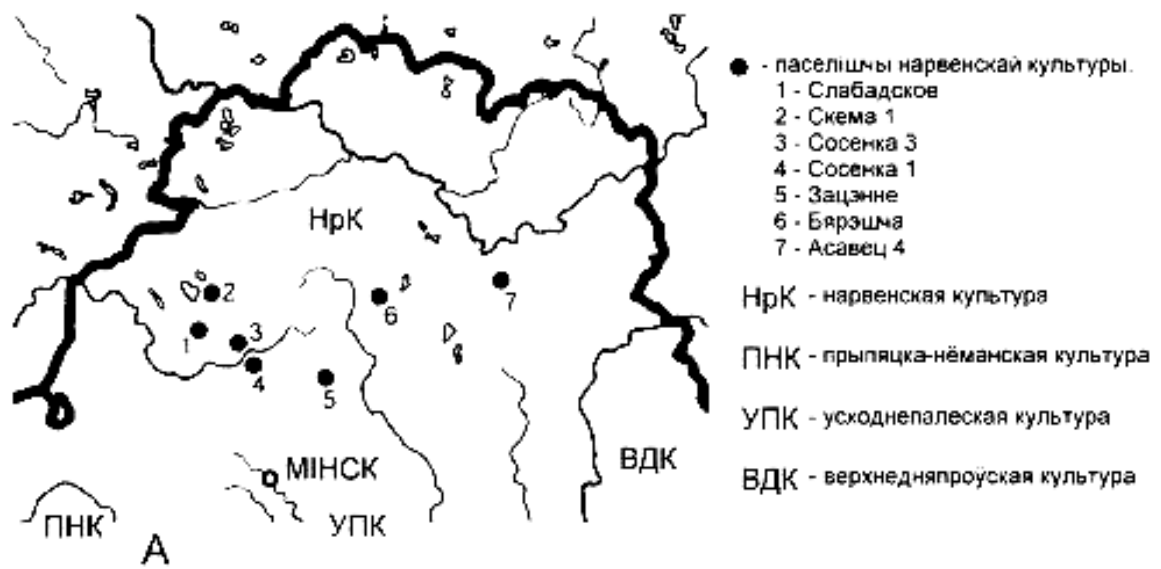 ● - паселішчы нарвенскай культуры.
1 - Слабадское
2 - Скема 1
3 - Сосенка 3
4 - Сосенка 1
5 - Зацэнне
6 - Бярэшча
7 - Асавец 4
НрК - нарвенская культура
ПНК - прыпяцка-нёманская культура
УПК - усходнепалеская культура
ВДК - верхнедняпроўская культура
НрК
2
6
7
1
3
4
5
МІНСК
ВДК
ПНК
УПК
А